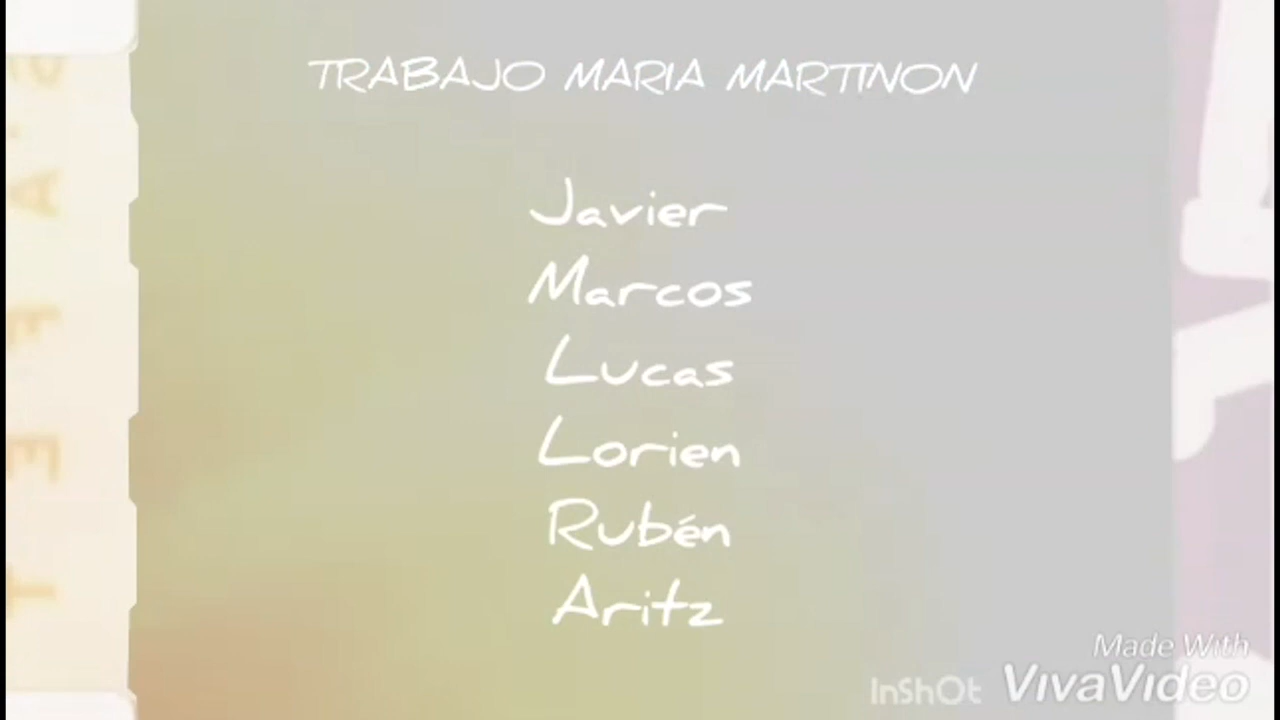 TRABAJO MARIA MARTINON
Javier
Marcos
Lucas
Lorien
Rubén
Aritz
Made With
InShOt VivaVideo